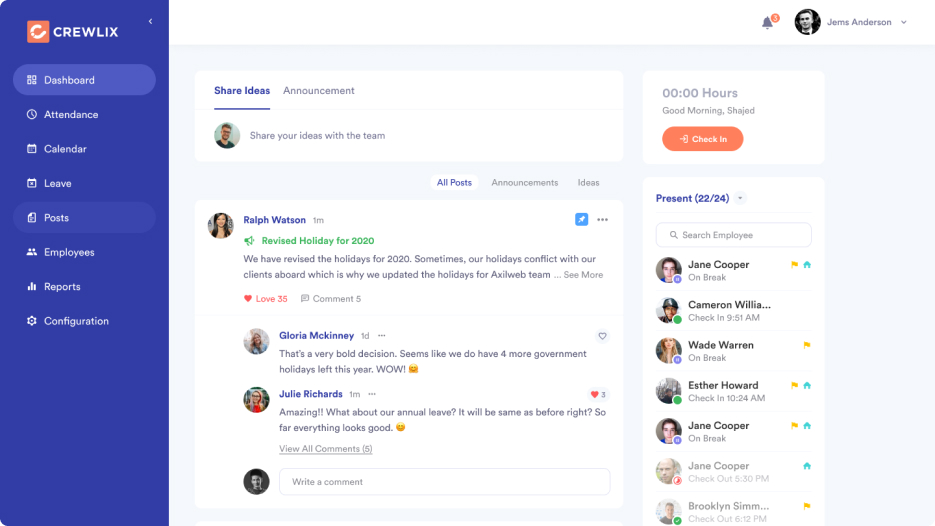 CREWLIX
Dashboard
Attendance
Calendar
Leave
Posts
Employees
Reports
Configuration
3
Jems Anderson
Share Ideas
Announcement
Share your ideas with the team
All Posts
Announcements
Ideas
Ralph Watson 1m
Revised Holiday for 2020
We have revised the holidays for 2020. Sometimes, our holidays conflict with our
clients aboard which is why we updated the holidays for Axilweb team ... See More
Love 35
Comment 5
Gloria Mckinney 1d
That's a very bold decision. Seems like we do have 4 more government
holidays left this year. WOW! 🤗
Julie Richards 1m
3
Amazing!! What about our annual leave? It will be same as before right? So
far everything looks good. 😊
View All Comments (5)
Write a comment
00:00 Hours
Good Morning, Shajed
Check In
Present (22/24)
Search Employee
Jane Cooper
On Break
Cameron Willia...
Check In 9:51 AM
Wade Warren
On Break
Esther Howard
Check In 10:24 AM
Jane Cooper
On Break
Jane Cooper
Check Out 5:30 PM
Brooklyn Simm...
Check Out 6:12 PM